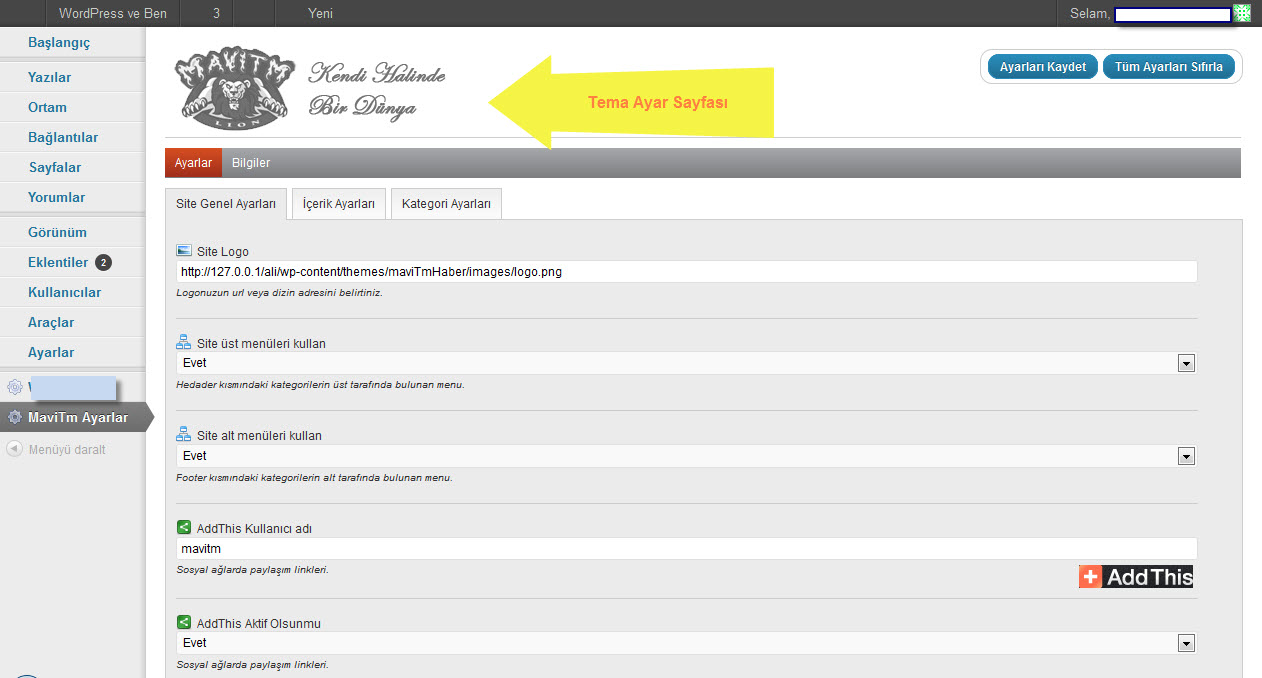 WordPress ve Ben
3
Yeni
Selam,
Başlangıç
Yazılar
Ortam
Bağlantılar
Sayfalar
Yorumlar
Görünüm
Eklentiler 2
Kullanıcılar
Araçlar
Ayarlar
MaviTm Ayarlar
Menüyü daralt
MAVITM
LION
Kendi Halinde
Bir Dünya
Tema Ayar Sayfası
Ayarları Kaydet
Tüm Ayarları Sıfırla
Ayarlar
Bilgiler
Site Genel Ayarları
İçerik Ayarları
Kategori Ayarları
Site Logo
http://127.0.0.1/ali/wp-content/themes/maviTmHaber/images/logo.png
Logonuzun url veya dizin adresini belirtiniz.
Site üst menüleri kullan
Evet
Hedader kısmındaki kategorilerin üst tarafında bulunan menu.
Site alt menüleri kullan
Evet
Footer kısmındaki kategorilerin alt tarafında bulunan menu.
AddThis Kullanıcı adı
mavitm
Sosyal ağlarda paylaşım linkleri.
AddThis
AddThis Aktif Olsunmu
Evet
Sosyal ağlarda paylaşım linkleri.